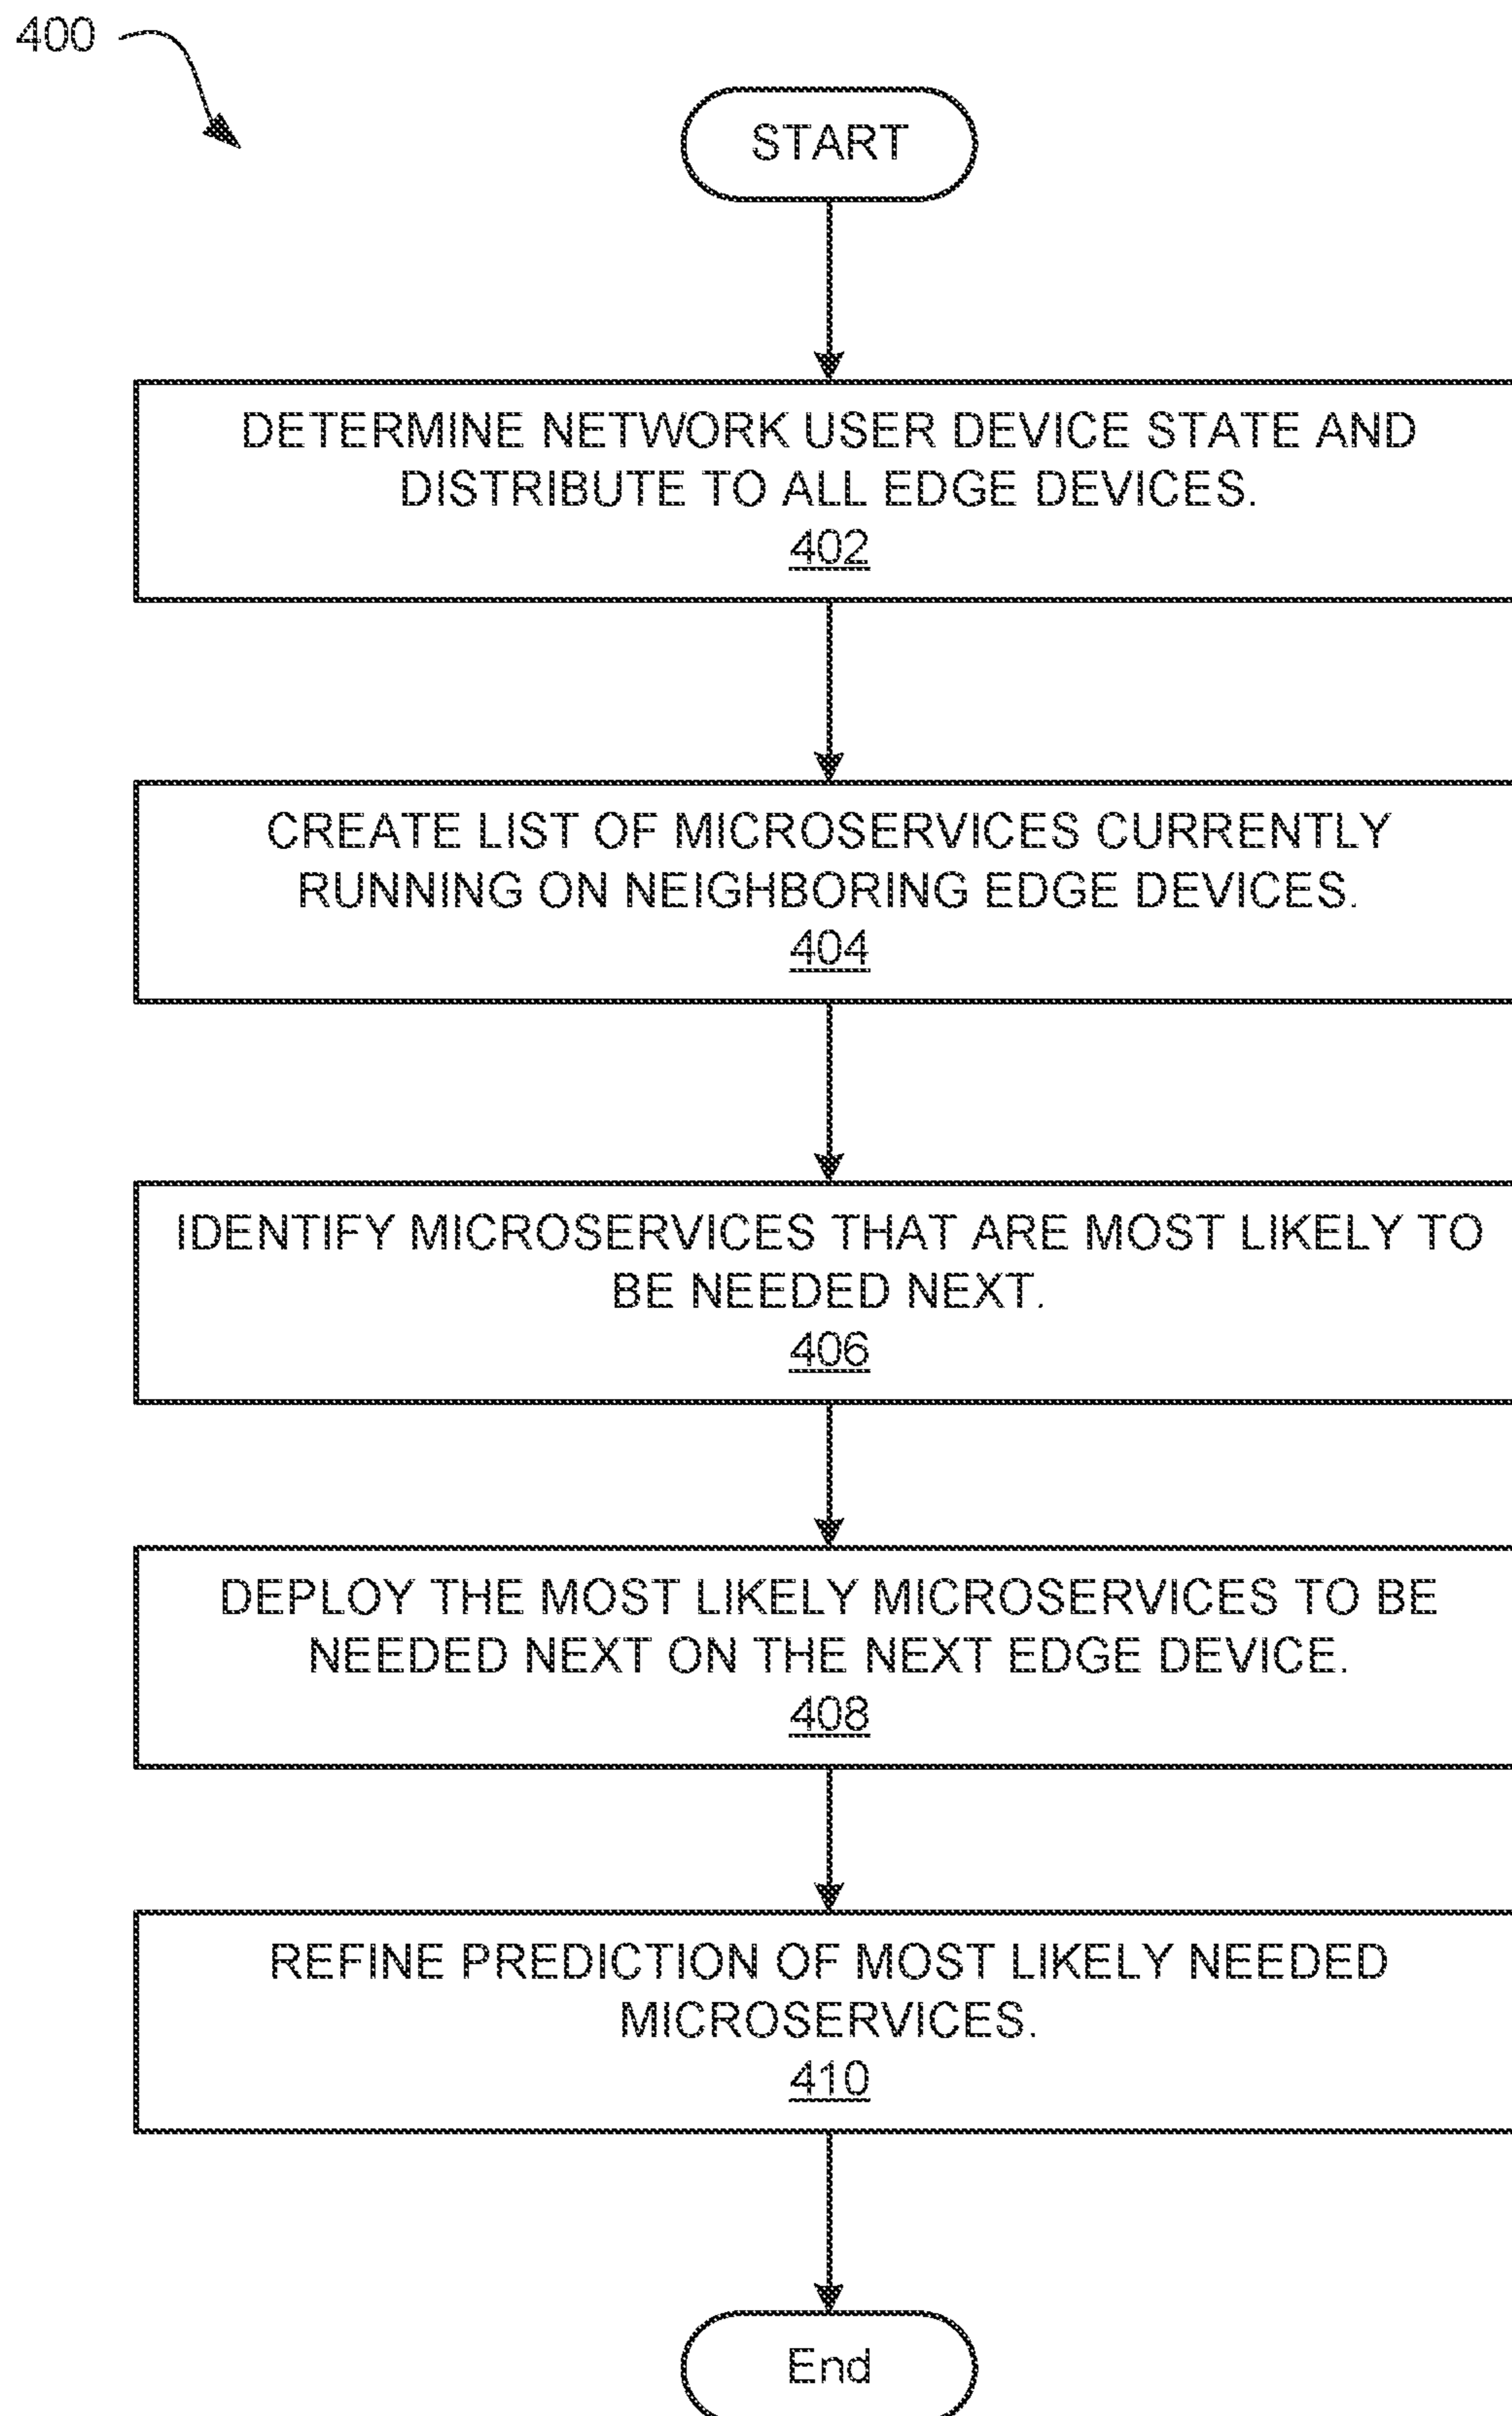 400
START
DETERMINE NETWORK USER DEVICE STATE AND
DISTRIBUTE TO ALL EDGE DEVICES.
402
CREATE LIST OF MICROSERVICES CURRENTLY
RUNNING ON NEIGHBORING EDGE DEVICES.
404
IDENTIFY MICROSERVICES THAT ARE MOST LIKELY TO
BE NEEDED NEXT.
406
DEPLOY THE MOST LIKELY MICROSERVICES TO BE
NEEDED NEXT ON THE NEXT EDGE DEVICE.
408
REFINE PREDICTION OF MOST LIKELY NEEDED
MICROSERVICES.
410
End